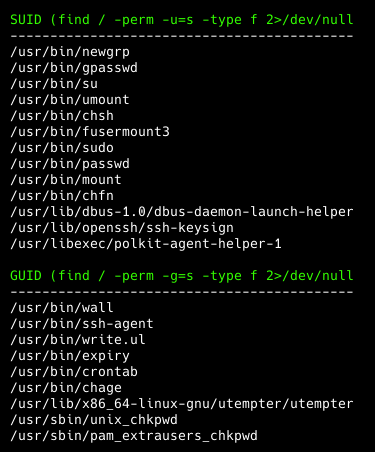 SUID (find / -perm -u=s -type f 2>/dev/null
-------------------------------------------
/usr/bin/newgrp
/usr/bin/gpasswd
/usr/bin/su
/usr/bin/umount
/usr/bin/chsh
/usr/bin/fusermount3
/usr/bin/sudo
/usr/bin/passwd
/usr/bin/mount
/usr/bin/chfn
/usr/lib/dbus-1.0/dbus-daemon-launch-helper
/usr/lib/openssh/ssh-keysign
/usr/libexec/polkit-agent-helper-1
GUID (find / -perm -g=s -type f 2>/dev/null
-------------------------------------------
/usr/bin/wall
/usr/bin/ssh-agent
/usr/bin/write.ul
/usr/bin/expiry
/usr/bin/crontab
/usr/bin/chage
/usr/lib/x86_64-linux-gnu/utempter/utempter
/usr/sbin/unix_chkpwd
/usr/sbin/pam_extrausers_chkpwd